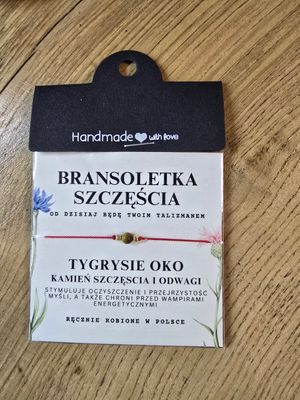 Handmade with love
BRANSOLETKA
SZCZĘŚCIA
OD DZISIAJ BĘDĘ TWOIM TALIZMANEM
TYGRYSIE OKO
KAMIEŃ SZCZĘSCIA I ODWAGI
STYMULUJE OCZYSZCZENIE I PRZEJRZYSTOŚĆ
MYŚLI, A TAKŻE CHRONI PRZED WAMPIRAMI
ENERGETYCZNYMI
RĘCZNIE ROBIONE W POLSCE